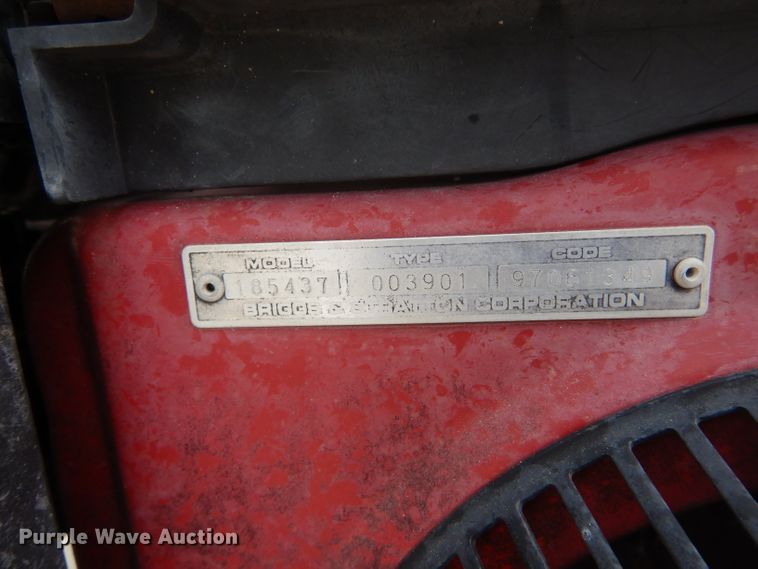 MODEL TYPE CODE
185437 003901
BRIGGS & STRATTON CORPORATION
Purple Wave Auction